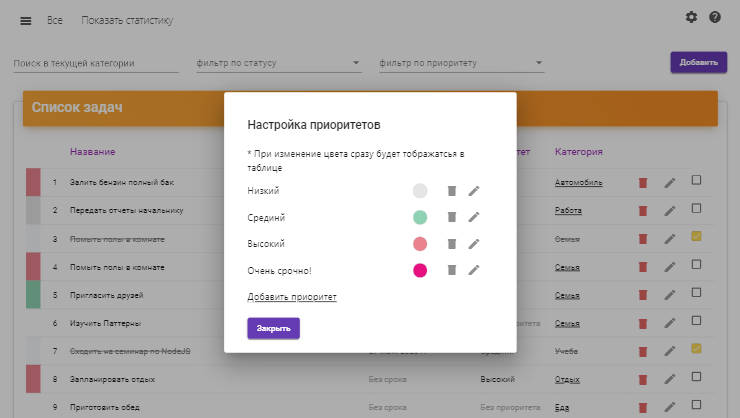 Все Показать статистику
Поиск в текущей категории фильтр по статусу фильтр по приоритету Добавить
Список задач
Настройка приоритетов
* При изменение цвета сразу будет тображатсья в
таблице
Низкий
Срединй
Высокий
Очень срочно!
Добавить приоритет
Закрыть
Название тет Категория
1 Залить бензин полный бак Автомобиль
2 Передать отчеты начальнику Работа
3 Помыть полы в комнате Семья
4 Помыть полы в комнате Семья
5 Пригласить друзей Семья
6 Изучить Паттерны приоритета Семья
7 Сходить на семинар по NodeJS Учеба
8 Запланировать отдых Без срока Высокий Отдых
9 Приготовить обед Без срока Без приоритета Еда